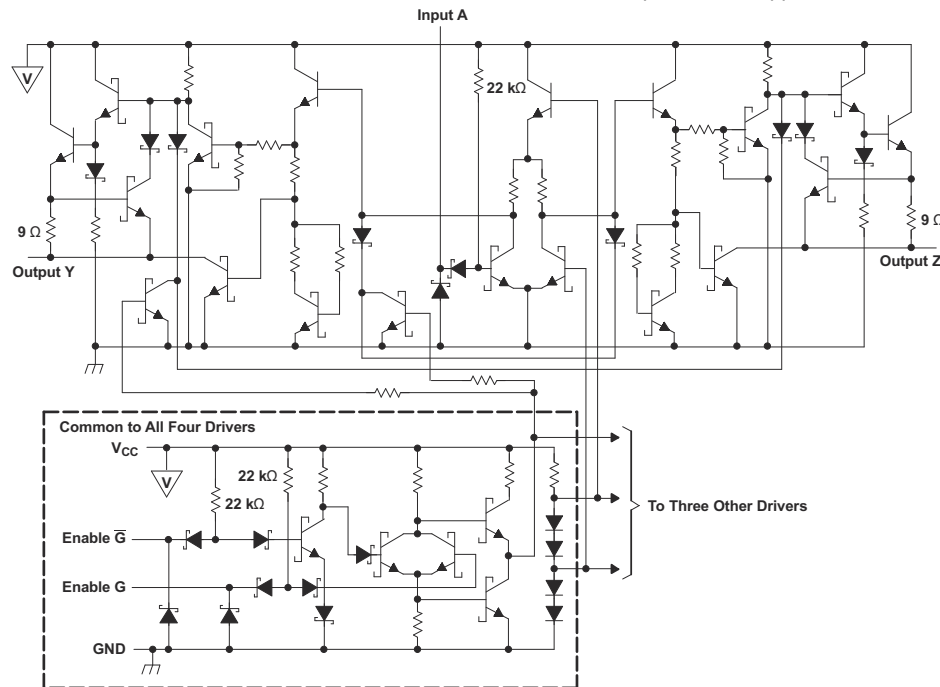 Input A
V
22 kΩ
9 Ω
9 Ω
Output Y
Output Z
Common to All Four Drivers
VCC
V
22 kΩ
22 kΩ
To Three Other Drivers
Enable G̅
Enable G
GND